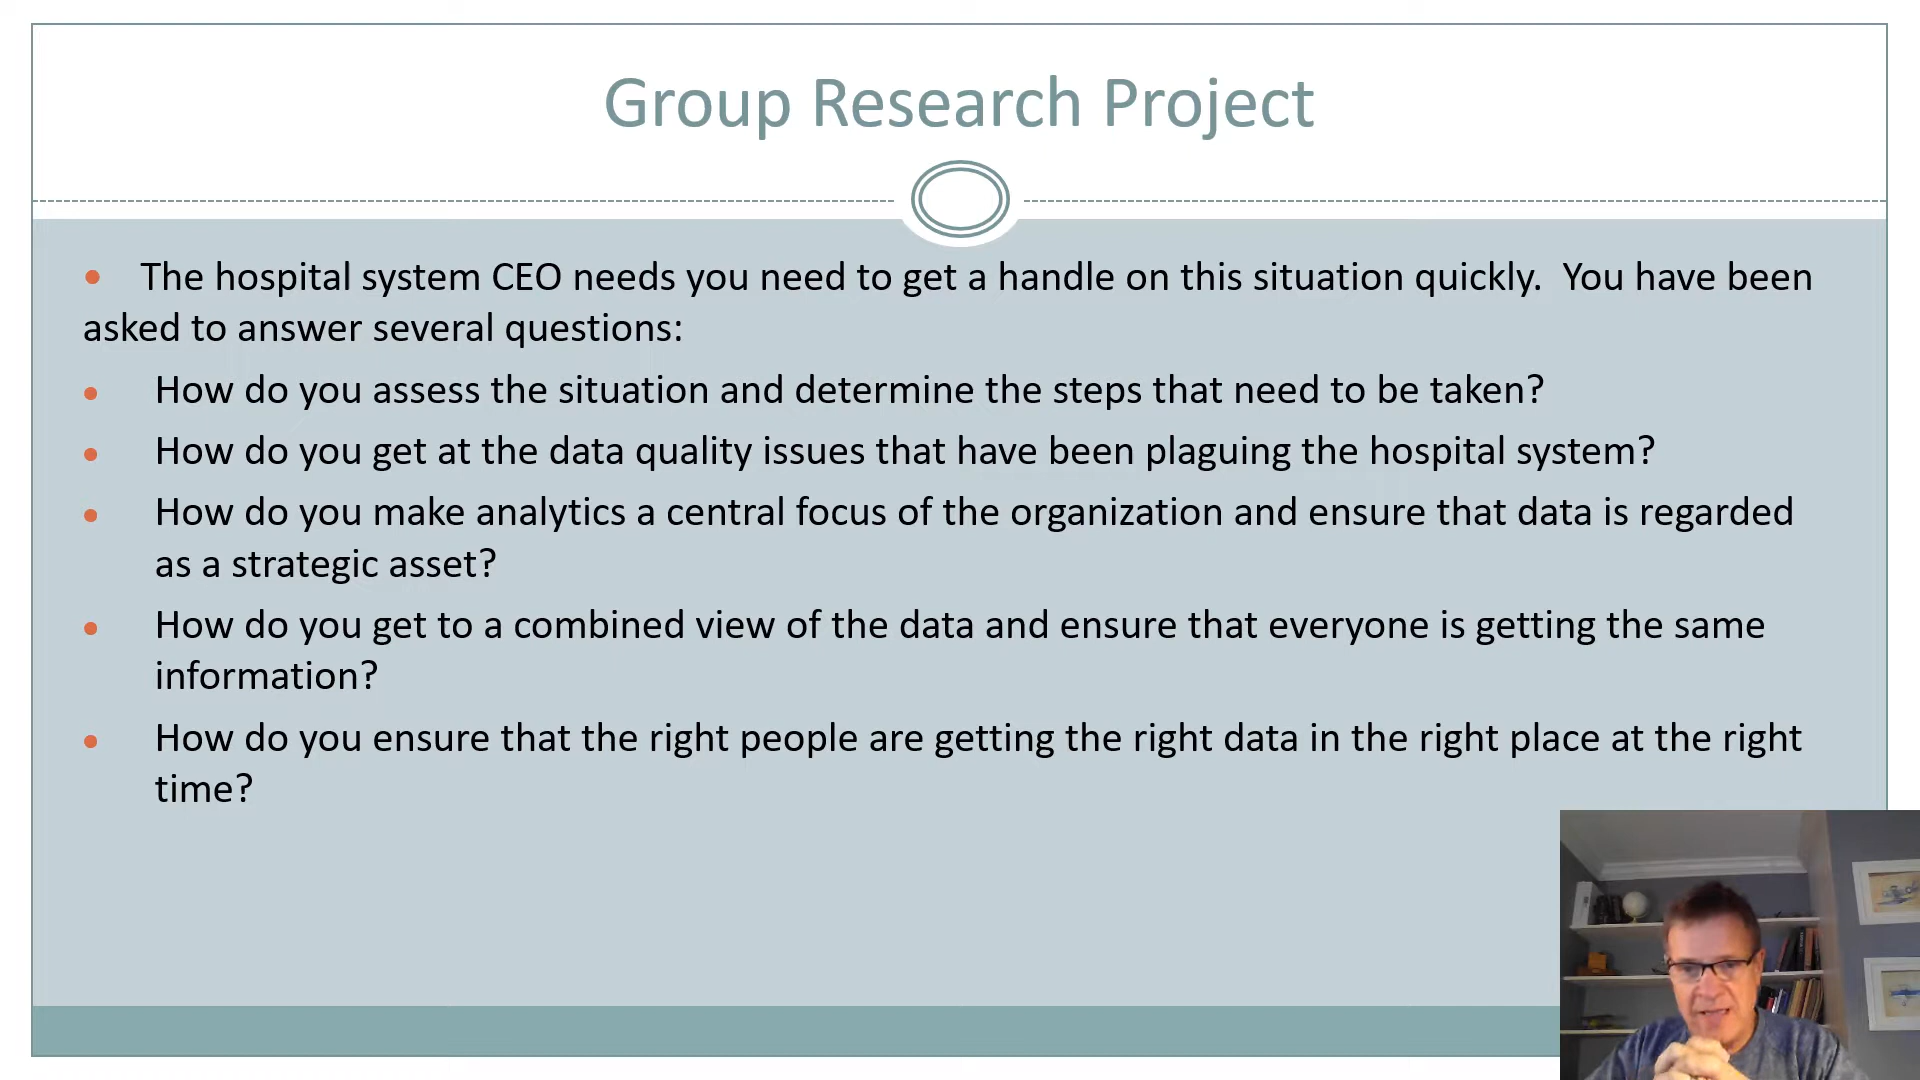 Group Research Project
• The hospital system CEO needs you need to get a handle on this situation quickly.  You have been
asked to answer several questions:
• How do you assess the situation and determine the steps that need to be taken?
• How do you get at the data quality issues that have been plaguing the hospital system?
• How do you make analytics a central focus of the organization and ensure that data is regarded
as a strategic asset?
• How do you get to a combined view of the data and ensure that everyone is getting the same
information?
• How do you ensure that the right people are getting the right data in the right place at the right
time?